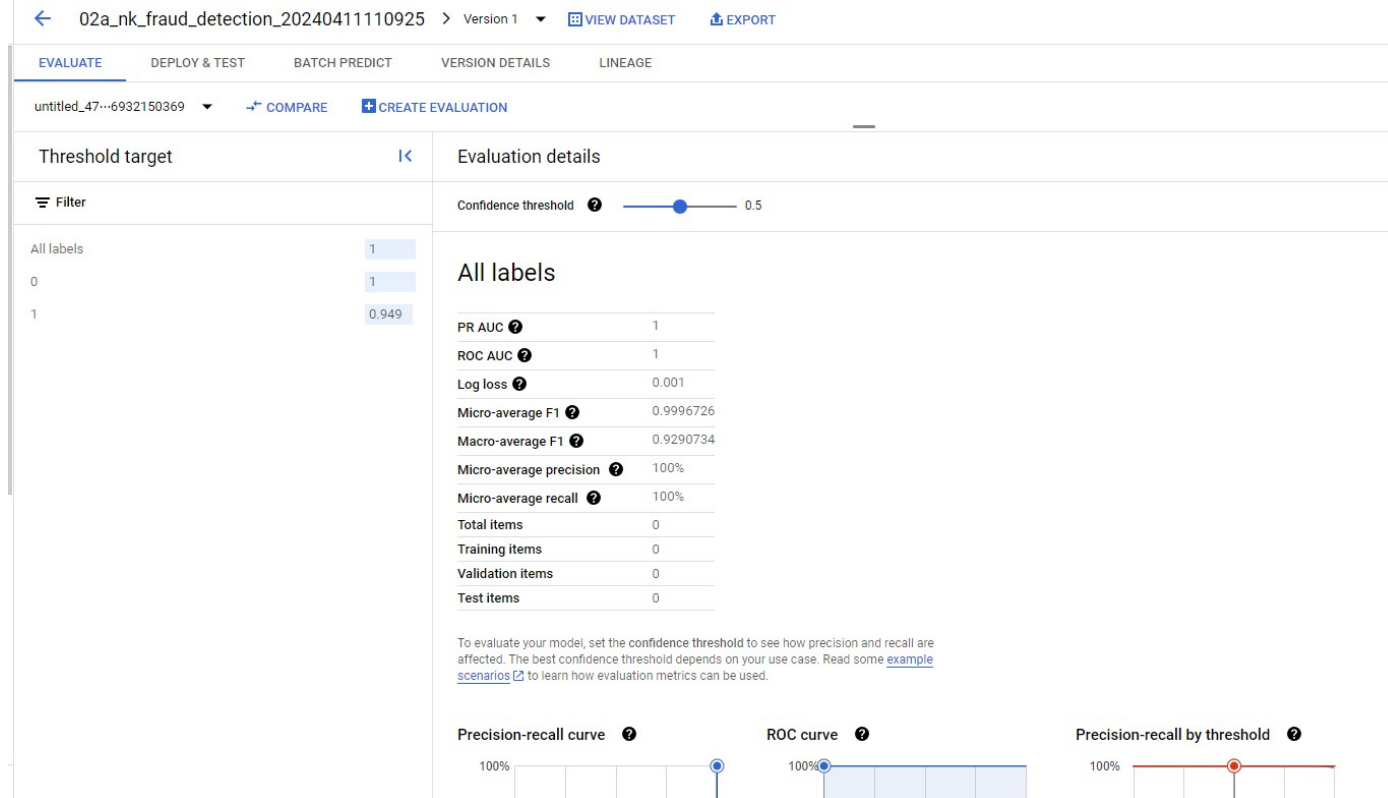 02a_nk_fraud_detection_20240411110925 > Version 1 VIEW DATASET EXPORT
EVALUATE DEPLOY & TEST BATCH PREDICT VERSION DETAILS LINEAGE
untitled_47···6932150369 COMPARE CREATE EVALUATION
Threshold target
Filter
All labels 1
0 1
1 0.949
Evaluation details
Confidence threshold 0.5
All labels
PR AUC 1
ROC AUC 1
Log loss 0.001
Micro-average F1 0.9996726
Macro-average F1 0.9290734
Micro-average precision 100%
Micro-average recall 100%
Total items 0
Training items 0
Validation items 0
Test items 0
To evaluate your model, set the confidence threshold to see how precision and recall are
affected. The best confidence threshold depends on your use case. Read some example
scenarios to learn how evaluation metrics can be used.
Precision-recall curve ROC curve Precision-recall by threshold
100% 100% 100%